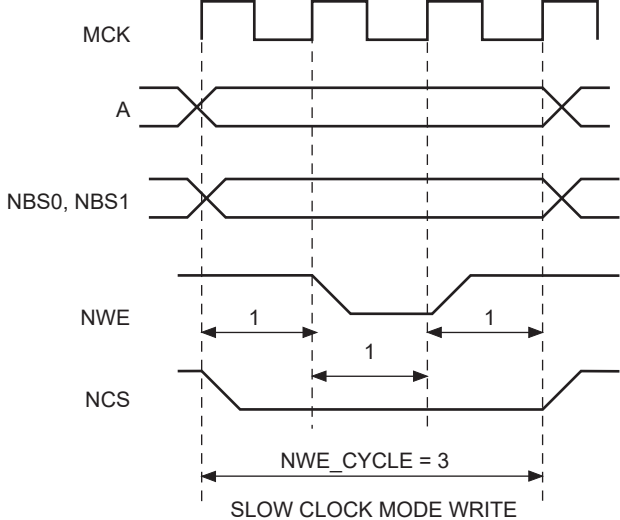 MCK
A
NBS0, NBS1
NWE
1
1
1
NCS
NWE_CYCLE = 3
SLOW CLOCK MODE WRITE